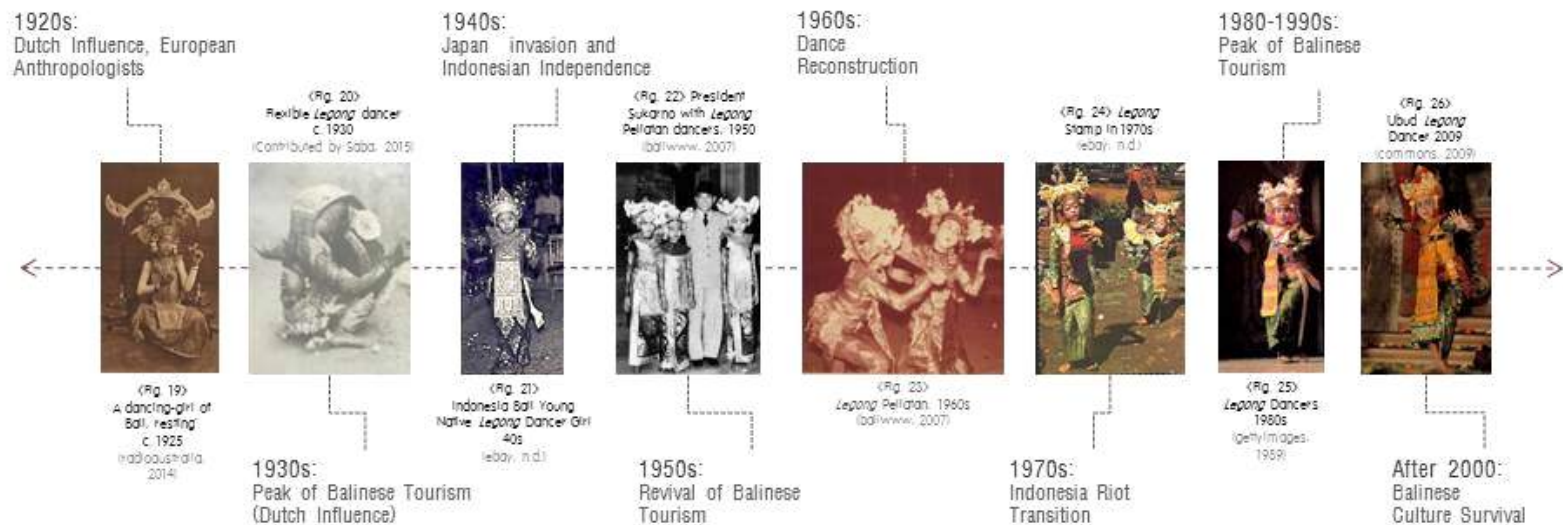 1920s:
Dutch Influence, European
Anthropologists
1940s:
Japan invasion and
Indonesian Independence
1960s:
Dance
Reconstruction
1980-1990s:
Peak of Balinese
Tourism
<Fig. 20>
Flexible Legong dancer
c. 1930
(Contributed by Saba, 2015)
<Fig. 22> President
Sukarno with Legong
Peliatan dancers, 1950
(baliwww, 2007)
<Fig. 24> Legong
Stamp in 1970s
(ebay, n.d.)
<Fig. 26>
Ubud Legong
Dancer 2009
(commons, 2009)
<Fig. 19>
A dancing-girl of
Bali, resting'
c. 1925
(radioaustralia,
2014)
<Fig. 21>
Indonesia Bali Young
Native Legong Dancer Girl
40s
(ebay, n.d.)
<Fig. 23>
Legong Peliatan, 1960s
(baliwww, 2007)
<Fig. 25>
Legong Dancers
1980s
(gettyimages,
1989)
1930s:
Peak of Balinese Tourism
(Dutch Influence)
1950s:
Revival of Balinese
Tourism
1970s:
Indonesia Riot
Transition
After 2000:
Balinese
Culture Survival